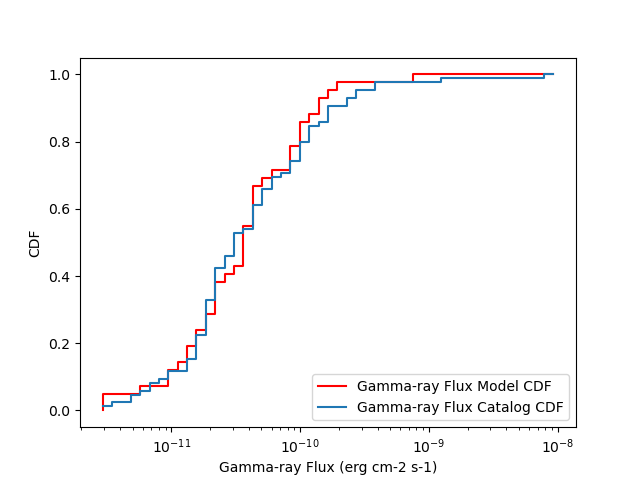 1.0
0.8
0.6
0.4
0.2
0.0
CDF
10⁻¹¹
10⁻¹⁰
10⁻⁹
10⁻⁸
Gamma-ray Flux (erg cm-2 s-1)
Gamma-ray Flux Model CDF
Gamma-ray Flux Catalog CDF